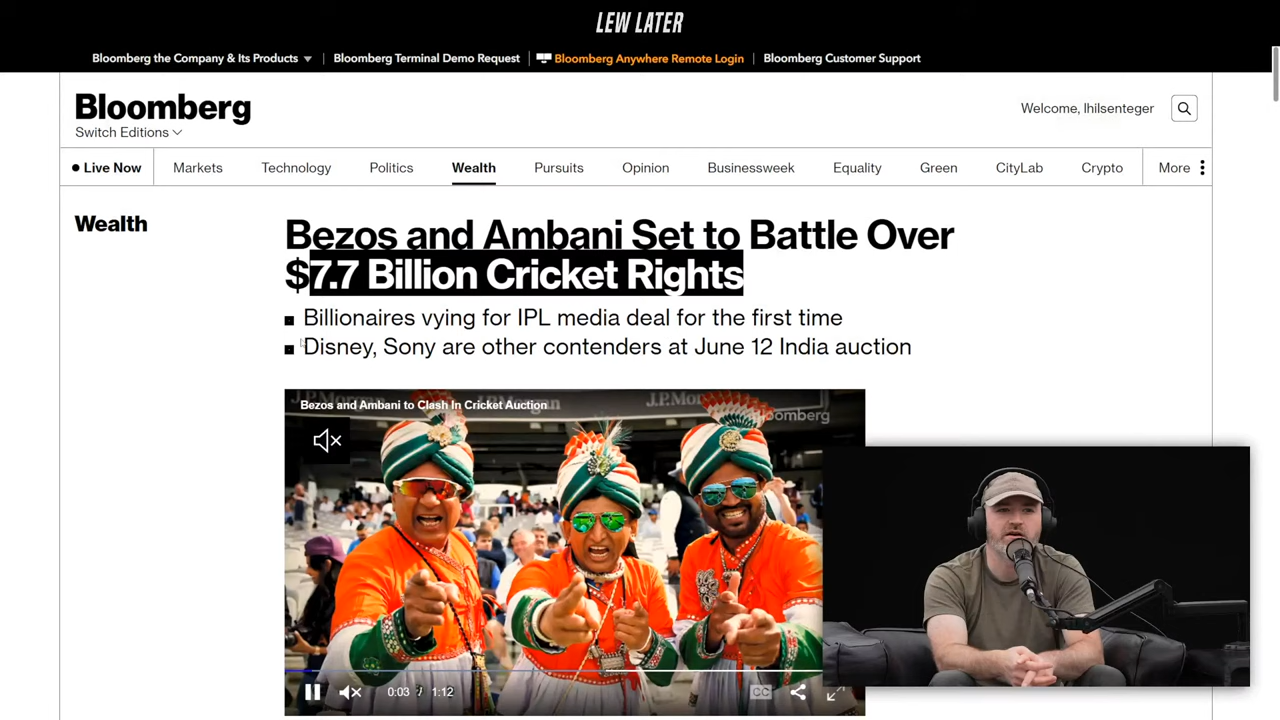 LEW LATER
Bloomberg the Company & Its Products Bloomberg Terminal Demo Request Bloomberg Anywhere Remote Login Bloomberg Customer Support
Bloomberg
Switch Editions
Welcome, lhilsenteger
Live Now Markets Technology Politics Wealth Pursuits Opinion Businessweek Equality Green CityLab Crypto More
Wealth
Bezos and Ambani Set to Battle Over
$7.7 Billion Cricket Rights
Billionaires vying for IPL media deal for the first time
Disney, Sony are other contenders at June 12 India auction
J.P.Morgan J.P.Mor
Bezos and Ambani to Clash In Cricket Auction
Bloomberg
0:03 / 1:12 CC